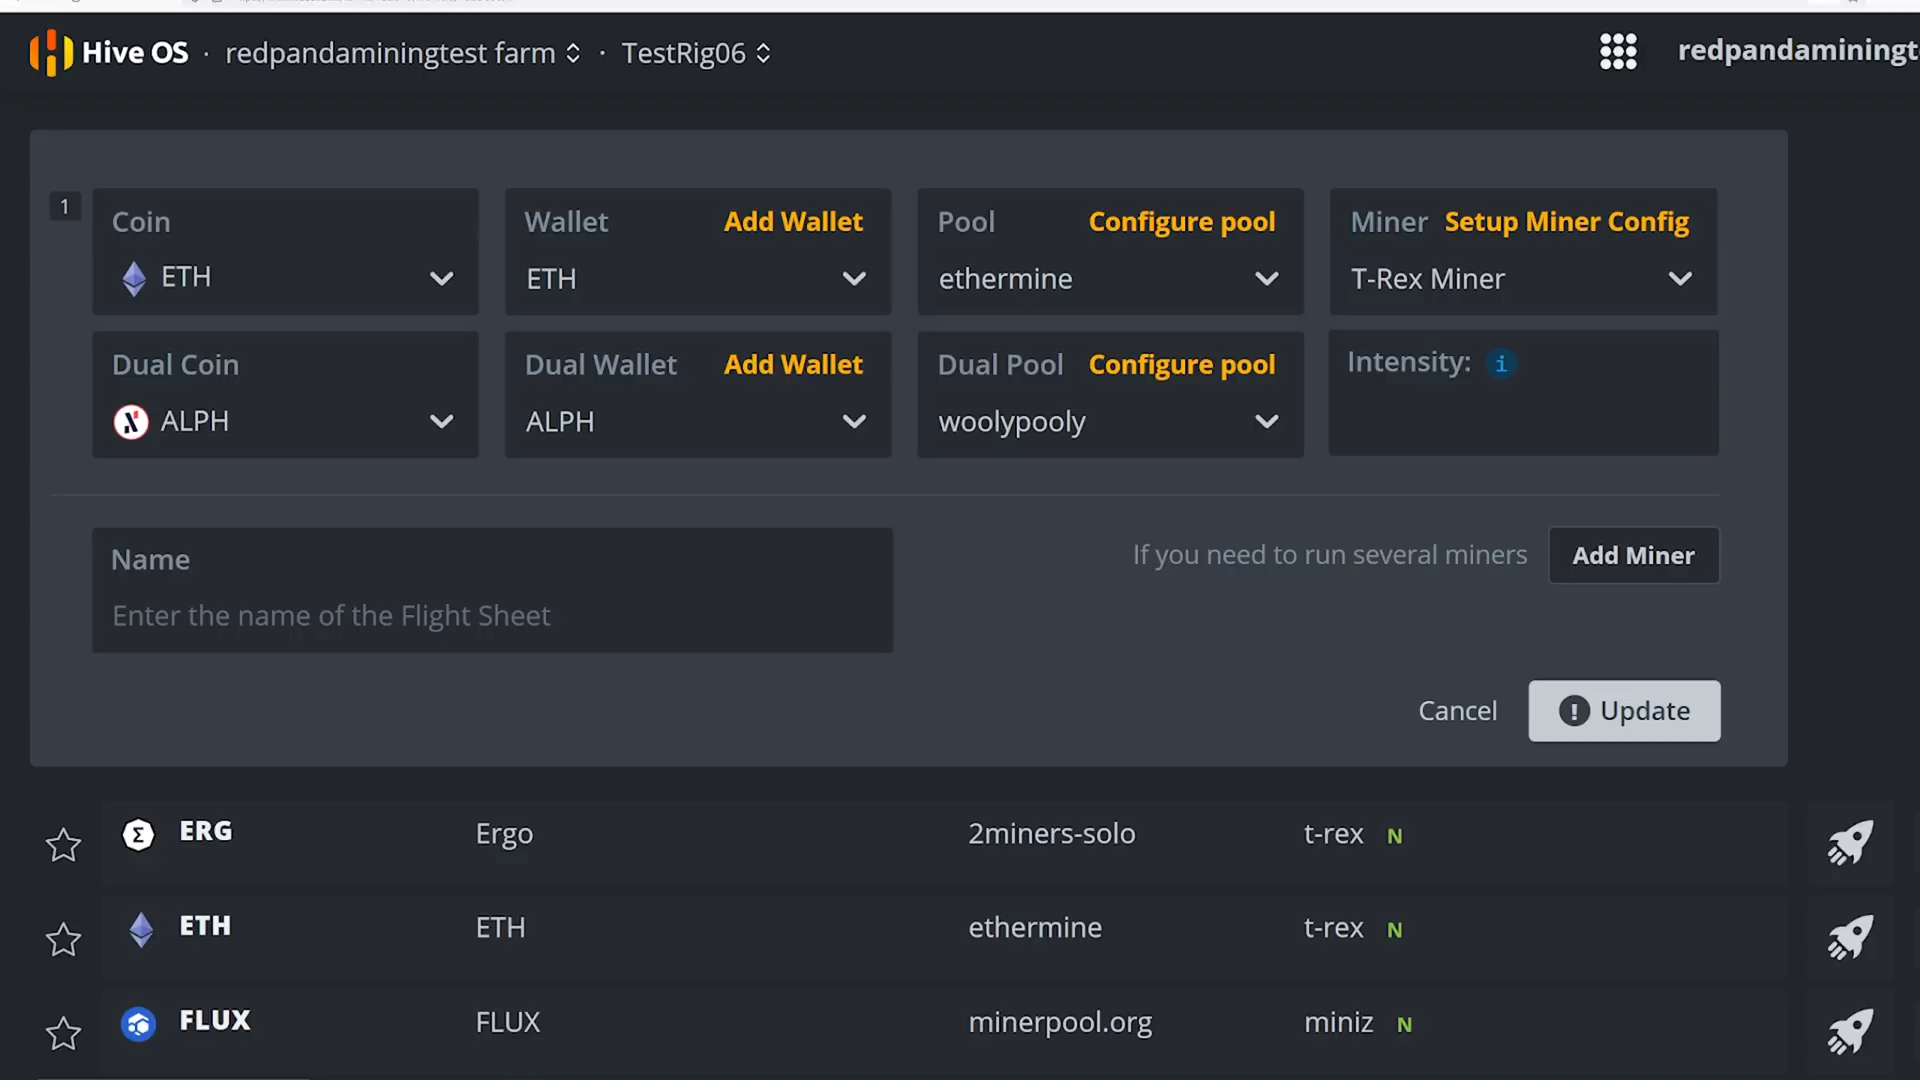 Hive OS · redpandaminingtest farm · TestRig06
redpandaminingt
1
Coin
ETH
Wallet Add Wallet
ETH
Pool Configure pool
ethermine
Miner Setup Miner Config
T-Rex Miner
Dual Coin
ALPH
Dual Wallet Add Wallet
ALPH
Dual Pool Configure pool
woolypooly
Intensity: i
Name
Enter the name of the Flight Sheet
If you need to run several miners Add Miner
Cancel ! Update
ERG Ergo 2miners-solo t-rex N
ETH ETH ethermine t-rex N
FLUX FLUX minerpool.org miniz N